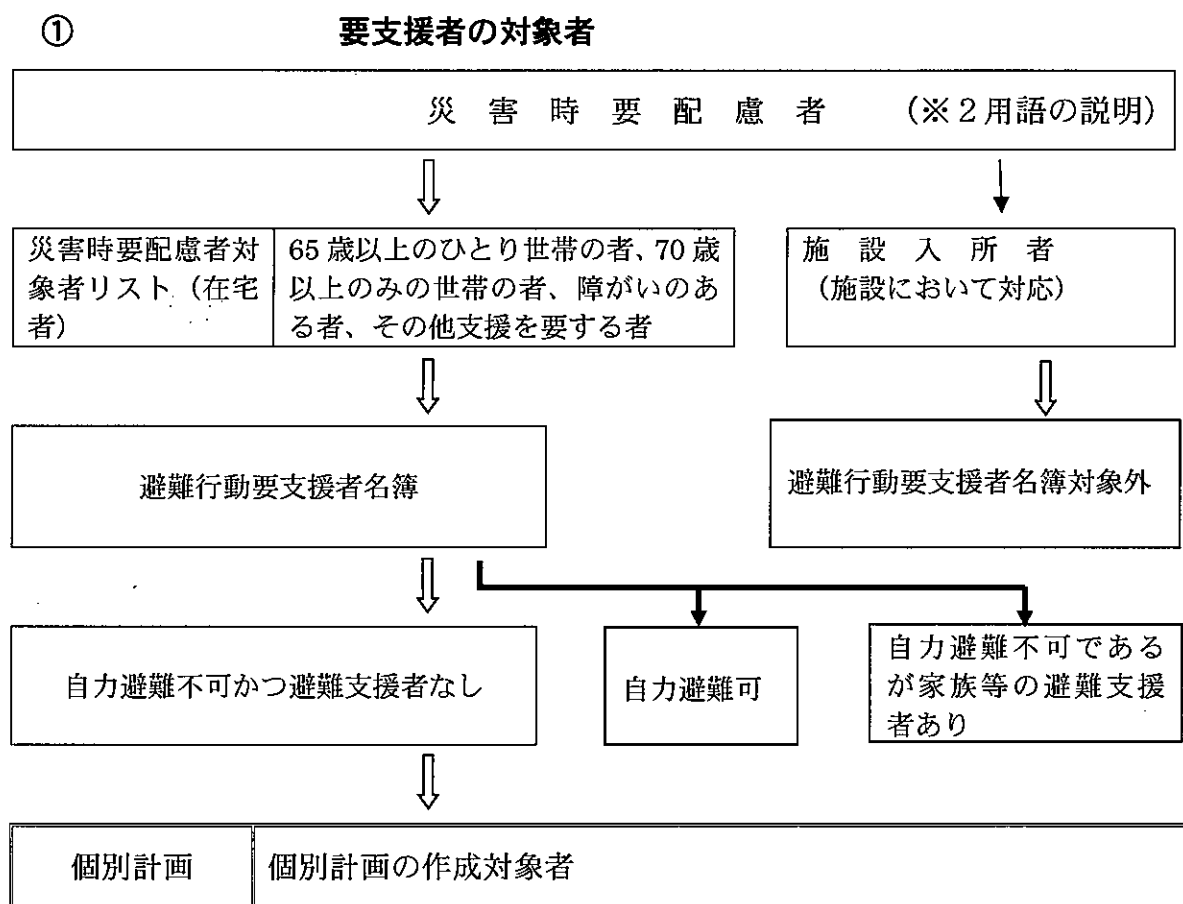 ① 要支援者の対象者
災害時要配慮者 (※2用語の説明)
災害時要配慮者対
象者リスト(在宅
者)
65歳以上のひとり世帯の者、70歳
以上のみの世帯の者、障がいのあ
る者、その他支援を要する者
施設入所者
(施設において対応)
避難行動要支援者名簿
避難行動要支援者名簿対象外
自力避難不可かつ避難支援者なし
自力避難可
自力避難不可である
が家族等の避難支援
者あり
個別計画
個別計画の作成対象者